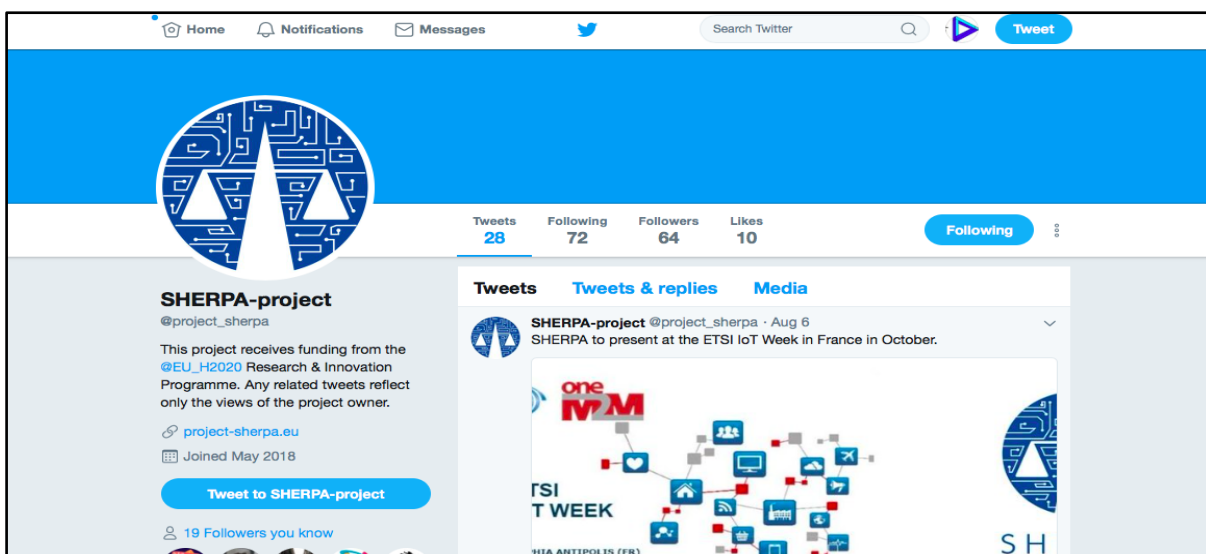 Home Notifications Messages Search Twitter Tweet
Tweets Following Followers Likes
28 72 64 10
Following
SHERPA-project
@project_sherpa
This project receives funding from the
@EU_H2020 Research & Innovation
Programme. Any related tweets reflect
only the views of the project owner.
project-sherpa.eu
Joined May 2018
Tweet to SHERPA-project
19 Followers you know
Tweets Tweets & replies Media
SHERPA-project @project_sherpa · Aug 6
SHERPA to present at the ETSI IoT Week in France in October.
one
M2M
TSI
T WEEK
HIA ANTIPOLIS (FR)
S H